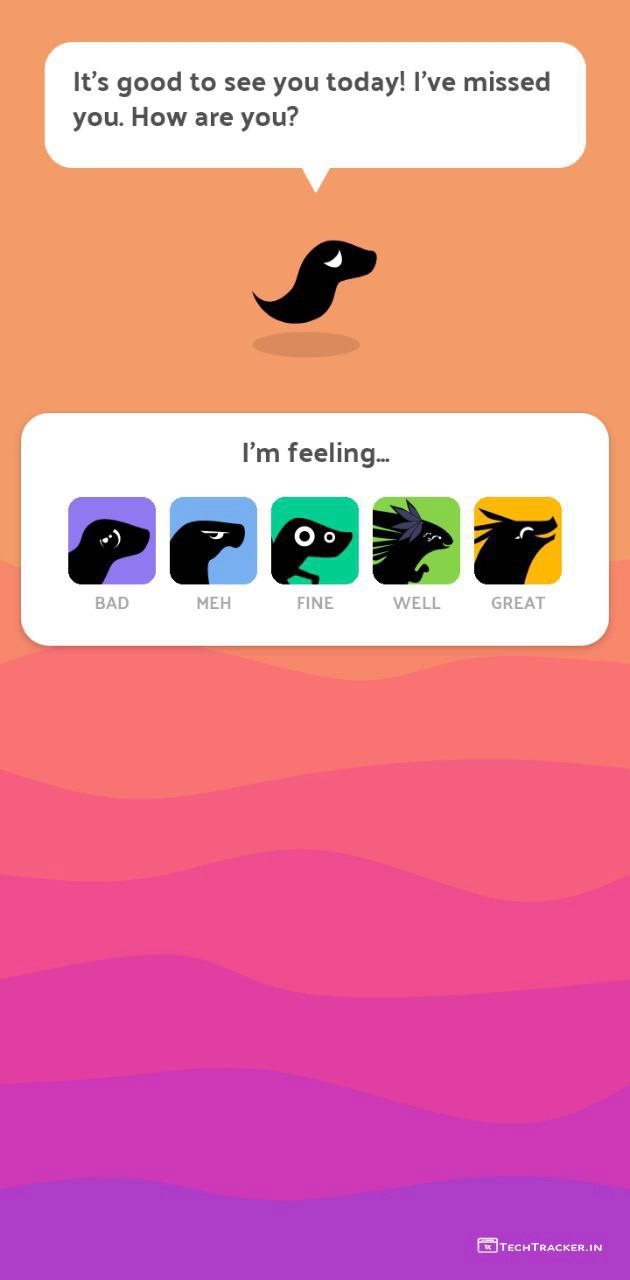 It's good to see you today! I've missed
you. How are you?
I'm feeling...
BAD
MEH
FINE
WELL
GREAT
TECHTRACKER.IN